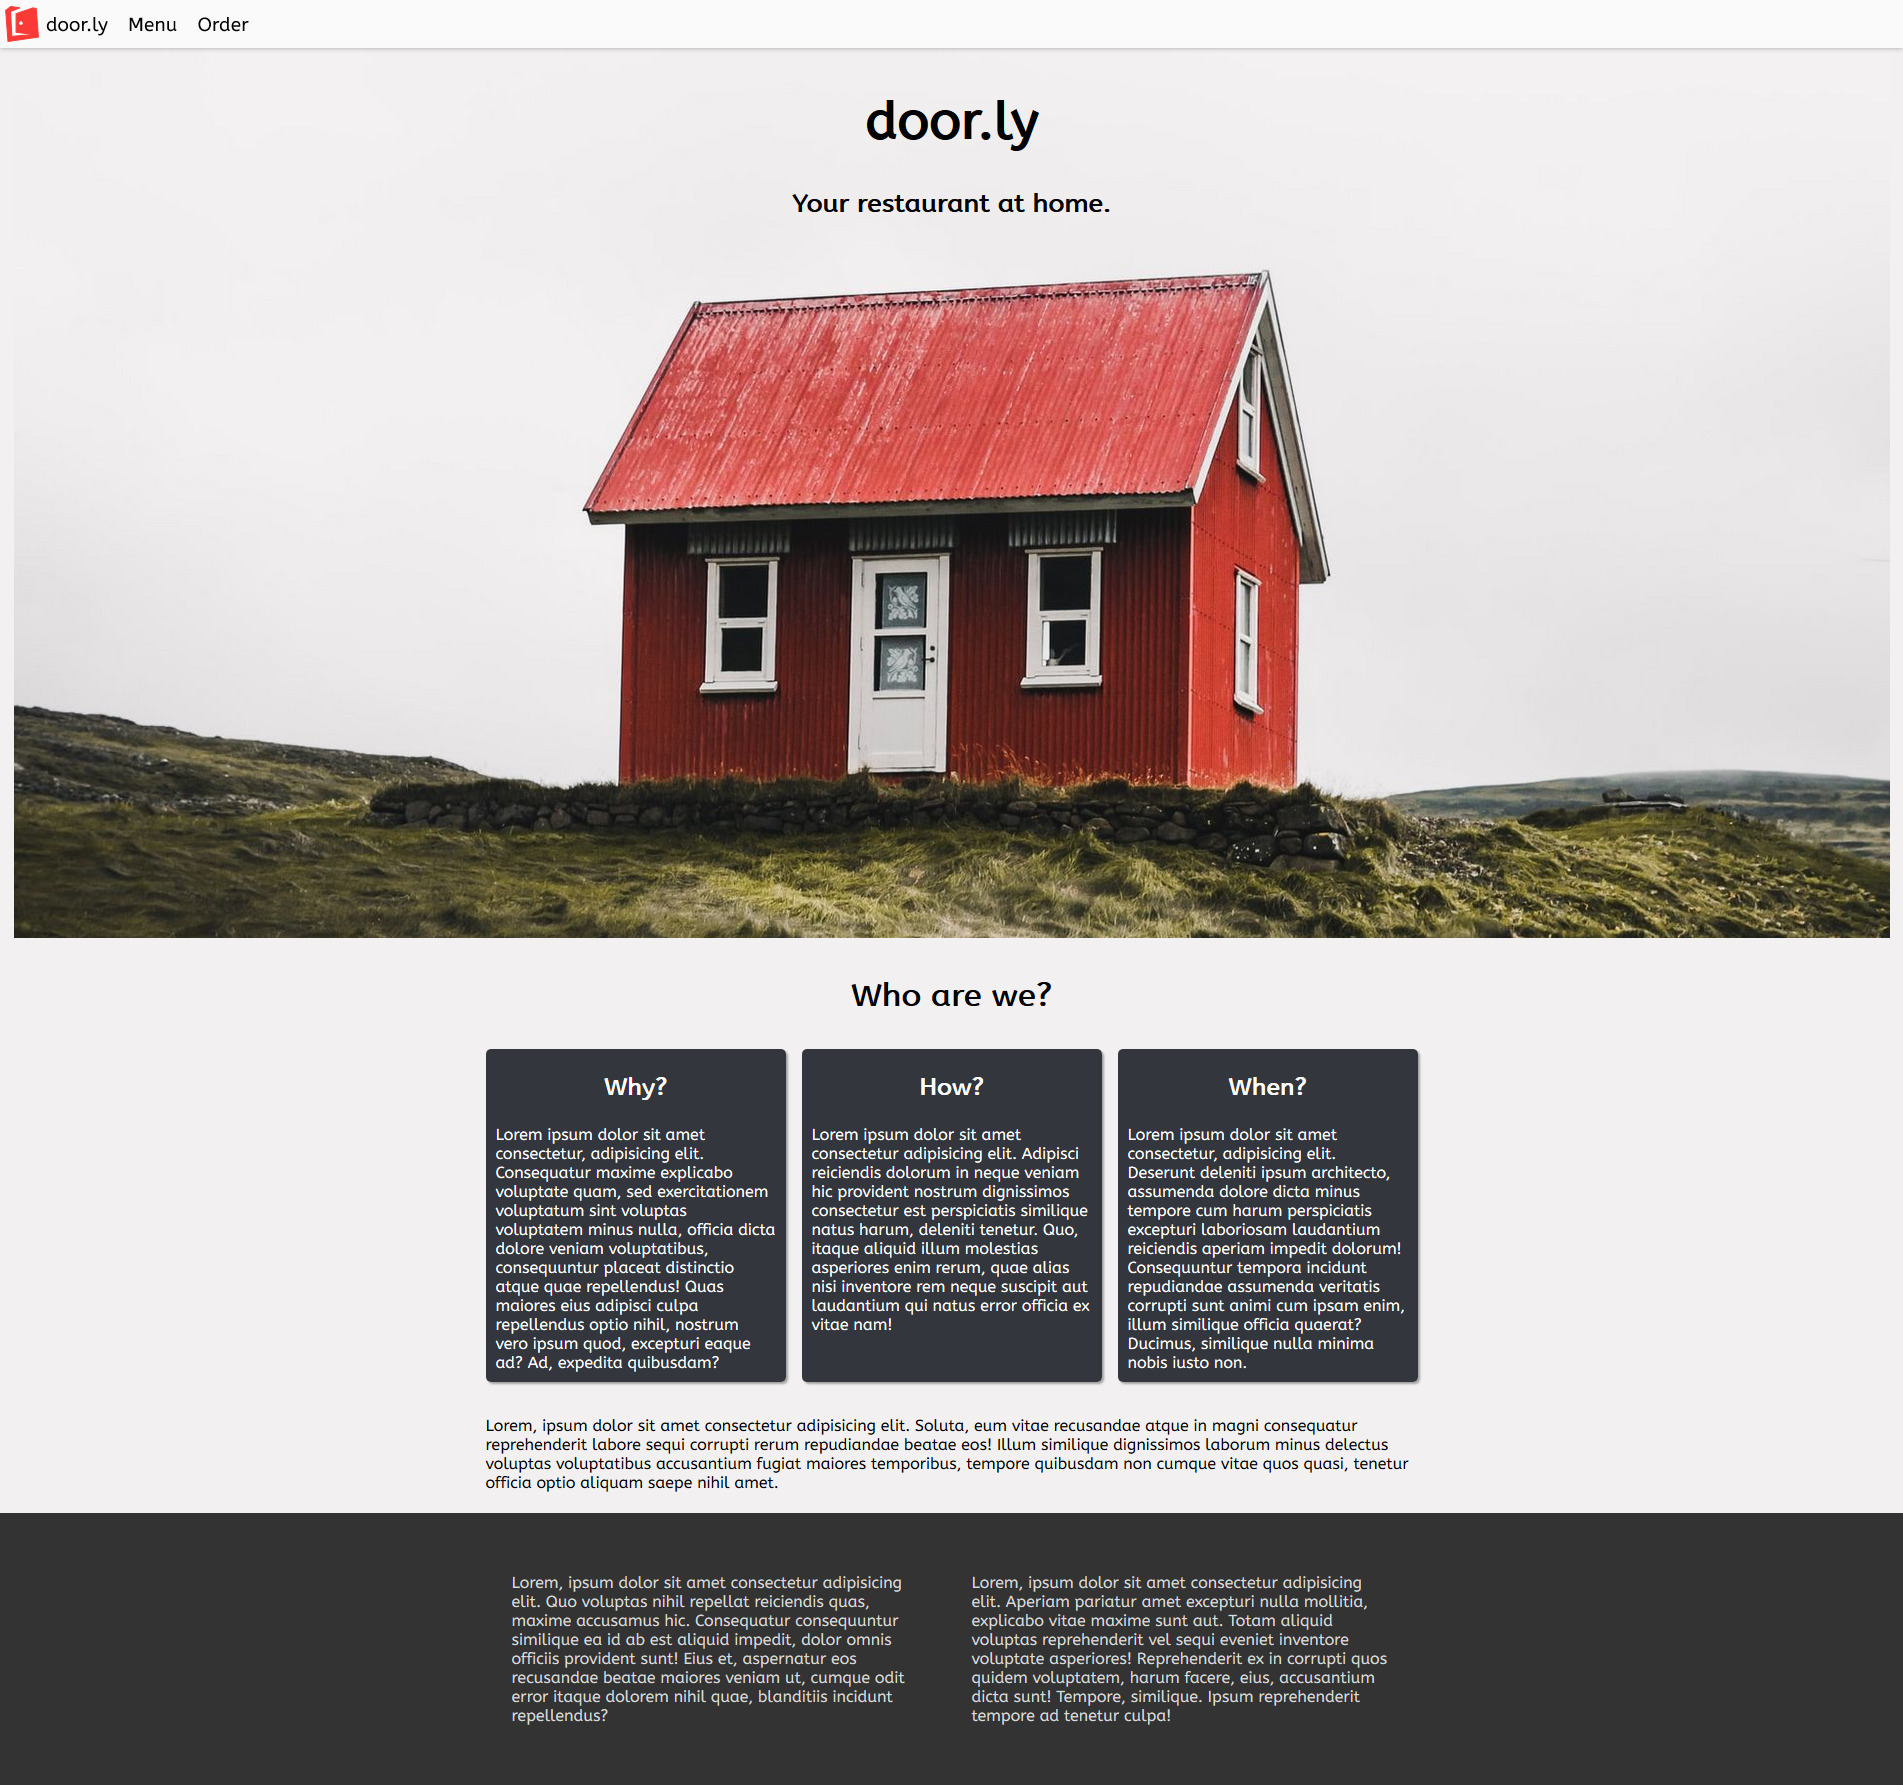 door.ly Menu Order
door.ly
Your restaurant at home.
Who are we?
Why?
Lorem ipsum dolor sit amet
consectetur, adipisicing elit.
Consequatur maxime explicabo
voluptate quam, sed exercitationem
voluptatum sint voluptas
voluptatem minus nulla, officia dicta
dolore veniam voluptatibus,
consequuntur placeat distinctio
atque quae repellendus! Quas
maiores eius adipisci culpa
repellendus optio nihil, nostrum
vero ipsum quod, excepturi eaque
ad? Ad, expedita quibusdam?
How?
Lorem ipsum dolor sit amet
consectetur adipisicing elit. Adipisci
reiciendis dolorum in neque veniam
hic provident nostrum dignissimos
consectetur est perspiciatis similique
natus harum, deleniti tenetur. Quo,
itaque aliquid illum molestias
asperiores enim rerum, quae alias
nisi inventore rem neque suscipit aut
laudantium qui natus error officia ex
vitae nam!
When?
Lorem ipsum dolor sit amet
consectetur, adipisicing elit.
Deserunt deleniti ipsum architecto,
assumenda dolore dicta minus
tempore cum harum perspiciatis
excepturi laboriosam laudantium
reiciendis aperiam impedit dolorum!
Consequuntur tempora incidunt
repudiandae assumenda veritatis
corrupti sunt animi cum ipsam enim,
illum similique officia quaerat?
Ducimus, similique nulla minima
nobis iusto non.
Lorem, ipsum dolor sit amet consectetur adipisicing elit. Soluta, eum vitae recusandae atque in magni consequatur
reprehenderit labore sequi corrupti rerum repudiandae beatae eos! Illum similique dignissimos laborum minus delectus
voluptas voluptatibus accusantium fugiat maiores temporibus, tempore quibusdam non cumque vitae quos quasi, tenetur
officia optio aliquam saepe nihil amet.
Lorem, ipsum dolor sit amet consectetur adipisicing
elit. Quo voluptas nihil repellat reiciendis quas,
maxime accusamus hic. Consequatur consequuntur
similique ea id ab est aliquid impedit, dolor omnis
officiis provident sunt! Eius et, aspernatur eos
recusandae beatae maiores veniam ut, cumque odit
error itaque dolorem nihil quae, blanditiis incidunt
repellendus?
Lorem, ipsum dolor sit amet consectetur adipisicing
elit. Aperiam pariatur amet excepturi nulla mollitia,
explicabo vitae maxime sunt aut. Totam aliquid
voluptas reprehenderit vel sequi eveniet inventore
voluptate asperiores! Reprehenderit ex in corrupti quos
quidem voluptatem, harum facere, eius, accusantium
dicta sunt! Tempore, similique. Ipsum reprehenderit
tempore ad tenetur culpa!